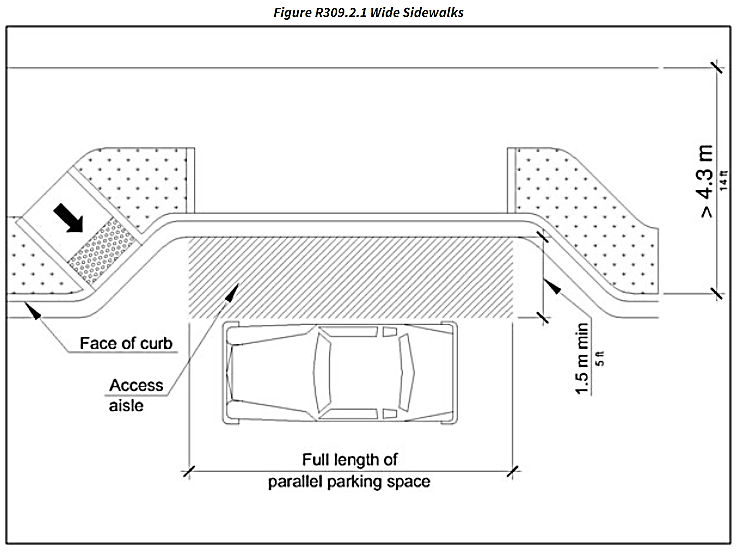 Figure R309.2.1 Wide Sidewalks
> 4.3 m
14 ft
Face of curb
Access
aisle
1.5 m min
5 ft
Full length of
parallel parking space